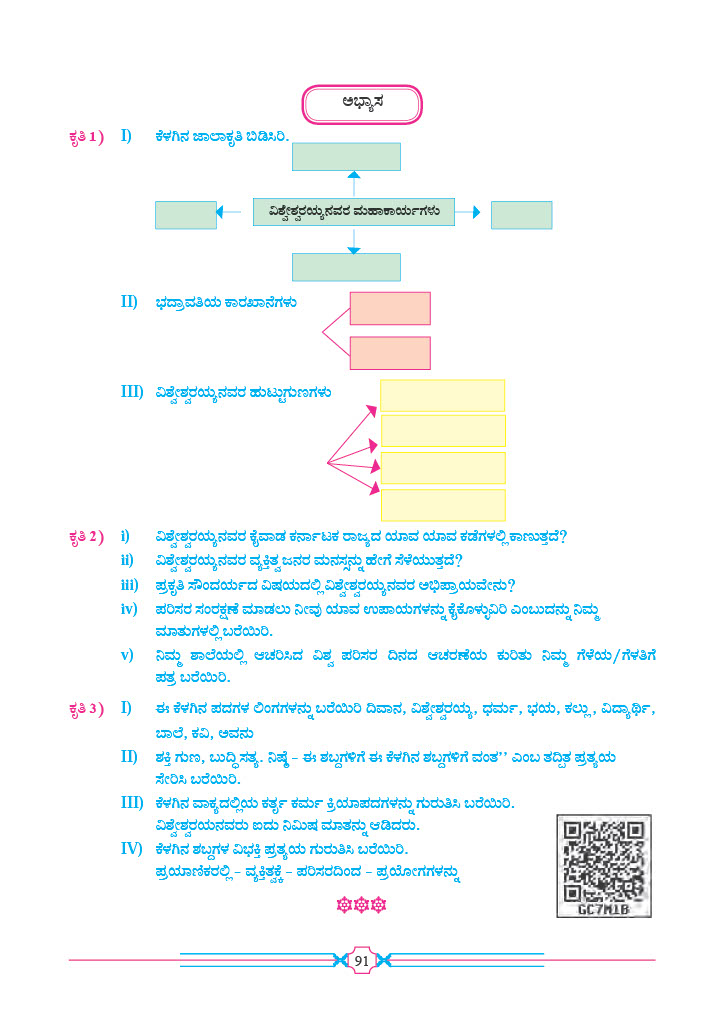 ಅಭ್ಯಾಸ
ಕೃತಿ 1) I) ಕೆಳಗಿನ ಜಾಲಾಕೃತಿ ಬಿಡಿಸಿರಿ.
ವಿಶ್ವೇಶ್ವರಯ್ಯನವರ ಮಹಾಕಾರ್ಯಗಳು
II) ಭದ್ರಾವತಿಯ ಕಾರಖಾನೆಗಳು
III) ವಿಶ್ವೇಶ್ವರಯ್ಯನವರ ಹುಟ್ಟುಗುಣಗಳು
ಕೃತಿ 2) i) ವಿಶ್ವೇಶ್ವರಯ್ಯನವರ ಕೈವಾಡ ಕರ್ನಾಟಕ ರಾಜ್ಯದ ಯಾವ ಯಾವ ಕಡೆಗಳಲ್ಲಿ ಕಾಣುತ್ತದೆ?
ii) ವಿಶ್ವೇಶ್ವರಯ್ಯನವರ ವ್ಯಕ್ತಿತ್ವ ಜನರ ಮನಸ್ಸನ್ನು ಹೇಗೆ ಸೆಳೆಯುತ್ತದೆ?
iii) ಪ್ರಕೃತಿ ಸೌಂದರ್ಯದ ವಿಷಯದಲ್ಲಿ ವಿಶ್ವೇಶ್ವರಯ್ಯನವರ ಅಭಿಪ್ರಾಯವೇನು?
iv) ಪರಿಸರ ಸಂರಕ್ಷಣೆ ಮಾಡಲು ನೀವು ಯಾವ ಉಪಾಯಗಳನ್ನು ಕೈಕೊಳ್ಳುವಿರಿ ಎಂಬುದನ್ನು ನಿಮ್ಮ
ಮಾತುಗಳಲ್ಲಿ ಬರೆಯಿರಿ.
v) ನಿಮ್ಮ ಶಾಲೆಯಲ್ಲಿ ಆಚರಿಸಿದ ವಿಶ್ವ ಪರಿಸರ ದಿನದ ಆಚರಣೆಯ ಕುರಿತು ನಿಮ್ಮ ಗೆಳೆಯ/ಗೆಳತಿಗೆ
ಪತ್ರ ಬರೆಯಿರಿ.
ಕೃತಿ 3) I) ಈ ಕೆಳಗಿನ ಪದಗಳ ಲಿಂಗಗಳನ್ನು ಬರೆಯಿರಿ ದಿವಾನ, ವಿಶ್ವೇಶ್ವರಯ್ಯ, ಧರ್ಮ, ಭಯ, ಕಲ್ಲು, ವಿದ್ಯಾರ್ಥಿ,
ಬಾಲೆ, ಕವಿ, ಅವನು
II) ಶಕ್ತಿ ಗುಣ, ಬುದ್ಧಿ ಸತ್ಯ. ನಿಷ್ಠೆ - ಈ ಶಬ್ದಗಳಿಗೆ ಈ ಕೆಳಗಿನ ಶಬ್ದಗಳಿಗೆ ವಂತ'' ಎಂಬ ತದ್ಧಿತ ಪ್ರತ್ಯಯ
ಸೇರಿಸಿ ಬರೆಯಿರಿ.
III) ಕೆಳಗಿನ ವಾಕ್ಯದಲ್ಲಿಯ ಕರ್ತೃ ಕರ್ಮ ಕ್ರಿಯಾಪದಗಳನ್ನು ಗುರುತಿಸಿ ಬರೆಯಿರಿ.
ವಿಶ್ವೇಶ್ವರಯನವರು ಐದು ನಿಮಿಷ ಮಾತನ್ನು ಆಡಿದರು.
IV) ಕೆಳಗಿನ ಶಬ್ದಗಳ ವಿಭಕ್ತಿ ಪ್ರತ್ಯಯ ಗುರುತಿಸಿ ಬರೆಯಿರಿ.
ಪ್ರಯಾಣಿಕರಲ್ಲಿ - ವ್ಯಕ್ತಿತ್ವಕ್ಕೆ - ಪರಿಸರದಿಂದ - ಪ್ರಯೋಗಗಳನ್ನು
GC7M1B
91